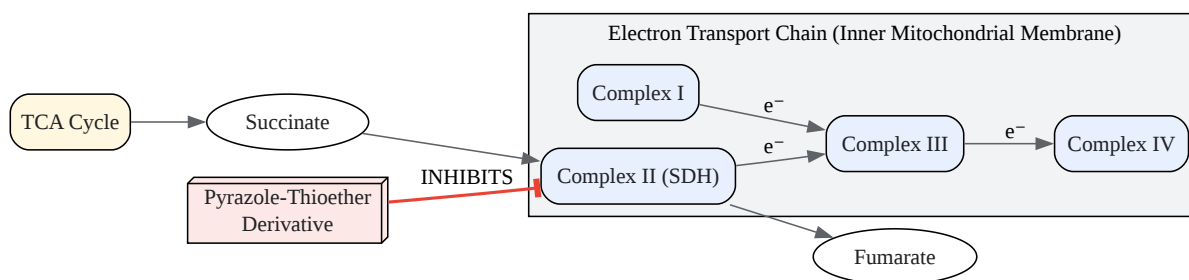 Electron Transport Chain (Inner Mitochondrial Membrane)
Complex I
e⁻
TCA Cycle
Succinate
Complex III
e⁻
Complex IV
e⁻
INHIBITS
Complex II (SDH)
Pyrazole-Thioether
Derivative
Fumarate